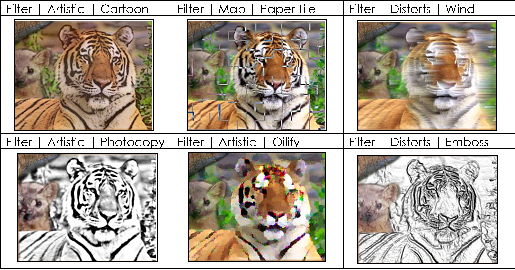 Filter | Artistic | Cartoon
Filter | Map | Paper Tile
Filter | Distorts | Wind
Filter | Artistic | Photocopy
Filter | Artistic | Oilify
Filter | Distorts | Emboss